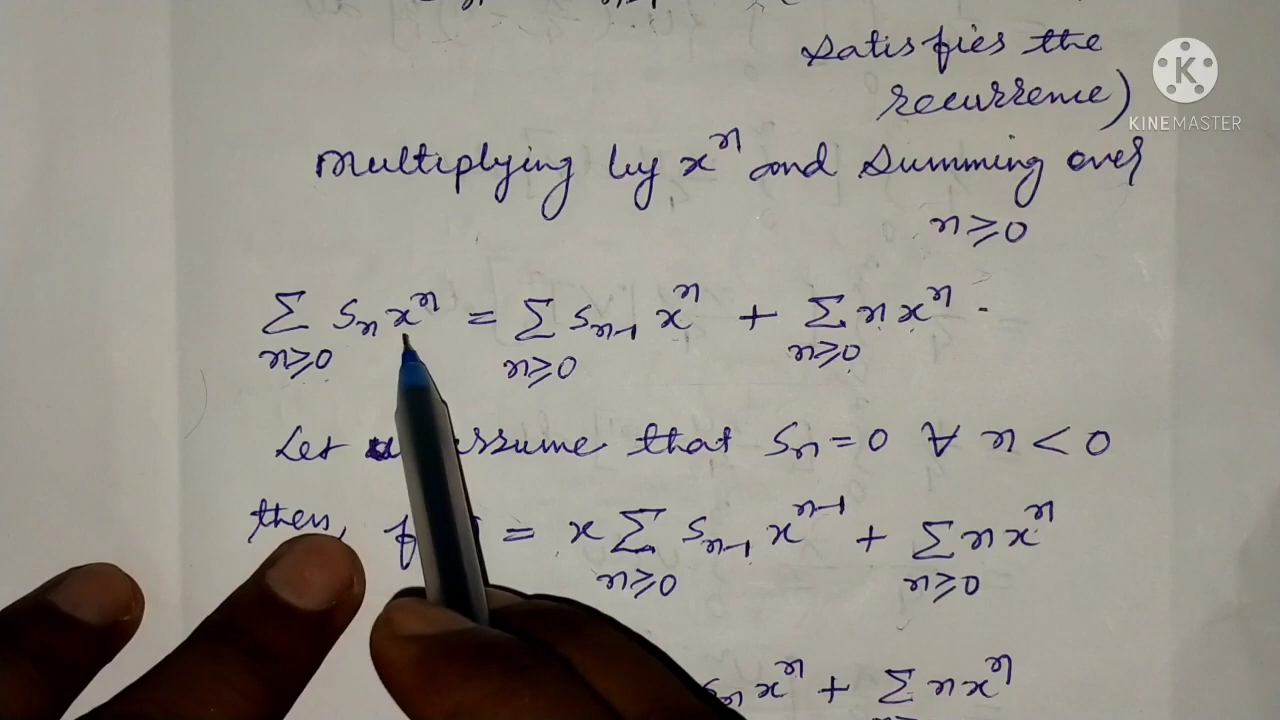 satisfies the
recurrence)
K
KINEMASTER
Multiplying by xⁿ and summing over
n≥0
∑ Sₙxⁿ = ∑ Sₙ₋₁ xⁿ + ∑ n xⁿ .
n≥0 n≥0 n≥0
Let assume that Sₙ=0 ∀ n<0
then, f = x∑ Sₙ₋₁ xⁿ⁻¹ + ∑ n xⁿ
n≥0 n≥0
Sₙ xⁿ + ∑ n xⁿ